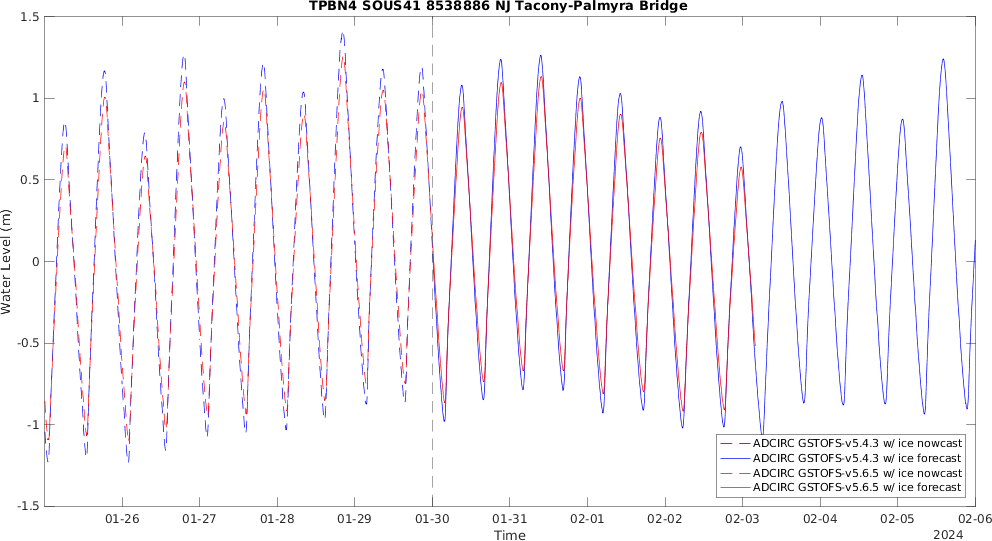 TPBN4 SOUS41 8538886 NJ Tacony-Palmyra Bridge
1.5
1
0.5
0
-0.5
-1
-1.5
Water Level (m)
01-26 01-27 01-28 01-29 01-30 01-31 02-01 02-02 02-03 02-04 02-05 02-06
Time
2024
ADCIRC GSTOFS-v5.4.3 w/ ice nowcast
ADCIRC GSTOFS-v5.4.3 w/ ice forecast
ADCIRC GSTOFS-v5.6.5 w/ ice nowcast
ADCIRC GSTOFS-v5.6.5 w/ ice forecast